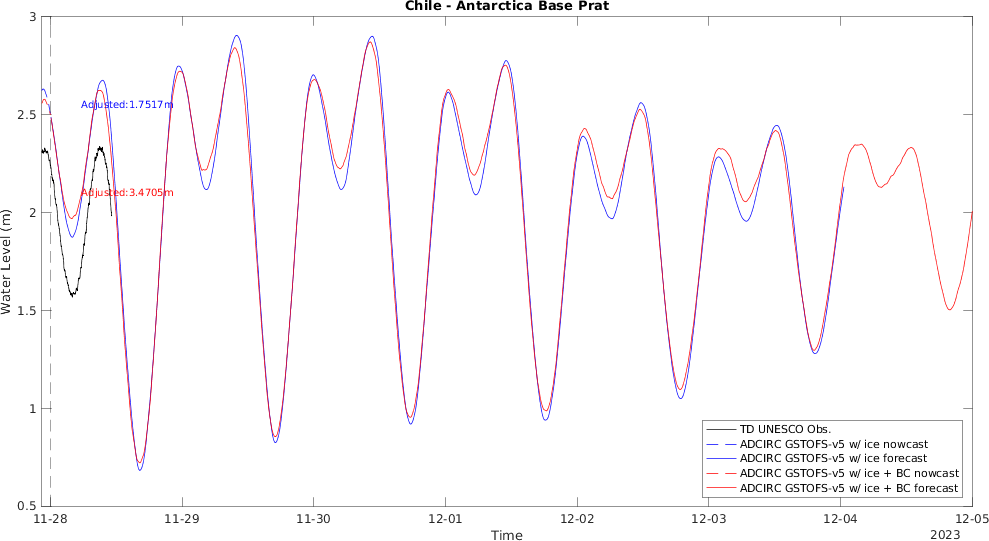 Chile - Antarctica Base Prat
3
2.5
2
1.5
1
0.5
Water Level (m)
Adjusted:1.7517m
Adjusted:3.4705m
TD UNESCO Obs.
ADCIRC GSTOFS-v5 w/ ice nowcast
ADCIRC GSTOFS-v5 w/ ice forecast
ADCIRC GSTOFS-v5 w/ ice + BC nowcast
ADCIRC GSTOFS-v5 w/ ice + BC forecast
11-28 11-29 11-30 12-01 12-02 12-03 12-04 12-05
Time
2023